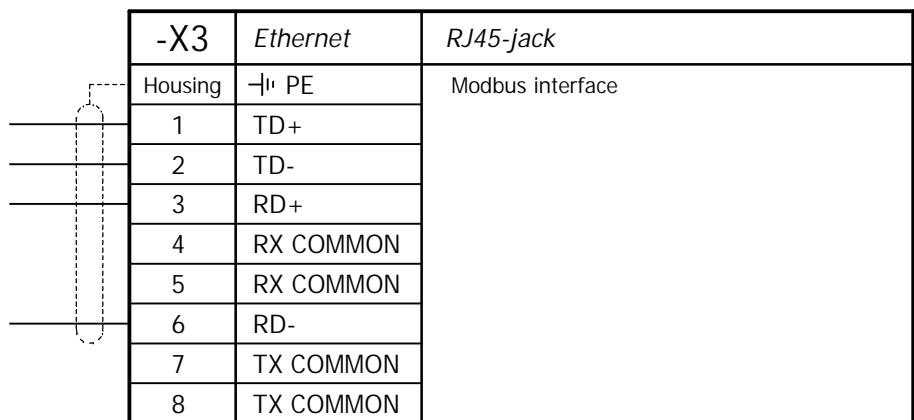 -X3 Ethernet RJ45-jack
Housing PE Modbus interface
1 TD+
2 TD-
3 RD+
4 RX COMMON
5 RX COMMON
6 RD-
7 TX COMMON
8 TX COMMON